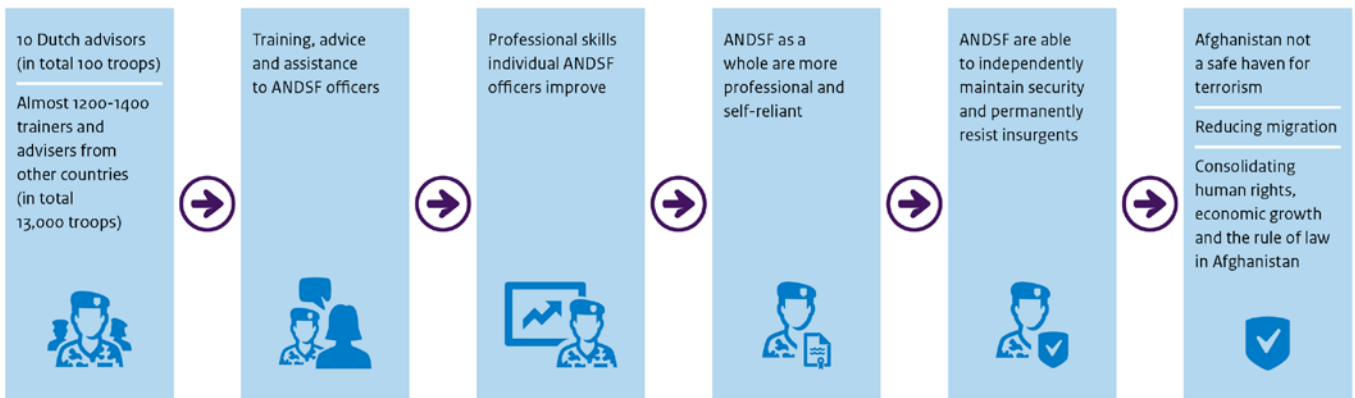 10 Dutch advisors
(in total 100 troops)
Almost 1200-1400
trainers and
advisers from
other countries
(in total
13,000 troops)
Training, advice
and assistance
to ANDSF officers
Professional skills
individual ANDSF
officers improve
ANDSF as a
whole are more
professional and
self-reliant
ANDSF are able
to independently
maintain security
and permanently
resist insurgents
Afghanistan not
a safe haven for
terrorism
Reducing migration
Consolidating
human rights,
economic growth
and the rule of law
in Afghanistan